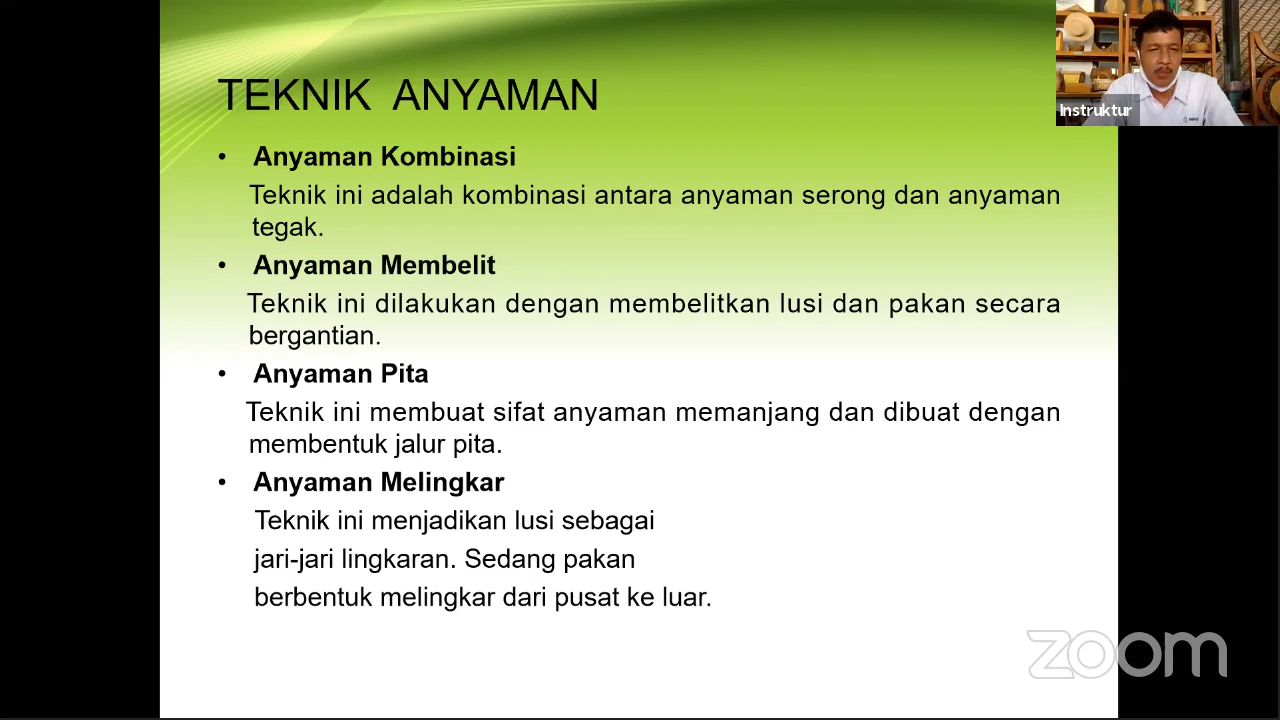 TEKNIK ANYAMAN
Instruktur
• Anyaman Kombinasi
Teknik ini adalah kombinasi antara anyaman serong dan anyaman
tegak.
• Anyaman Membelit
Teknik ini dilakukan dengan membelitkan lusi dan pakan secara
bergantian.
• Anyaman Pita
Teknik ini membuat sifat anyaman memanjang dan dibuat dengan
membentuk jalur pita.
• Anyaman Melingkar
Teknik ini menjadikan lusi sebagai
jari-jari lingkaran. Sedang pakan
berbentuk melingkar dari pusat ke luar.
zoom